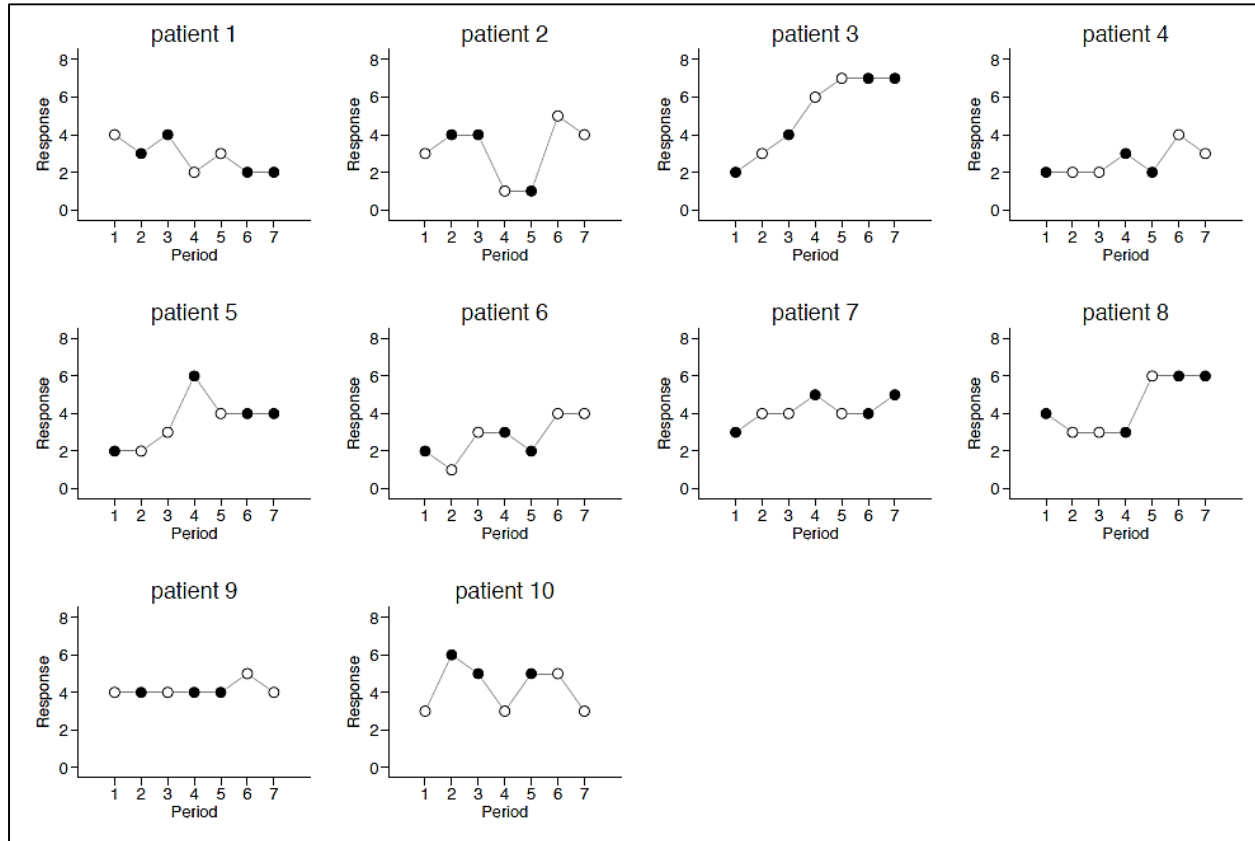 patient 1
Response
8
6
4
2
0
1 2 3 4 5 6 7
Period
patient 2
Response
8
6
4
2
0
1 2 3 4 5 6 7
Period
patient 3
Response
8
6
4
2
0
1 2 3 4 5 6 7
Period
patient 4
Response
8
6
4
2
0
1 2 3 4 5 6 7
Period
patient 5
Response
8
6
4
2
0
1 2 3 4 5 6 7
Period
patient 6
Response
8
6
4
2
0
1 2 3 4 5 6 7
Period
patient 7
Response
8
6
4
2
0
1 2 3 4 5 6 7
Period
patient 8
Response
8
6
4
2
0
1 2 3 4 5 6 7
Period
patient 9
Response
8
6
4
2
0
1 2 3 4 5 6 7
Period
patient 10
Response
8
6
4
2
0
1 2 3 4 5 6 7
Period